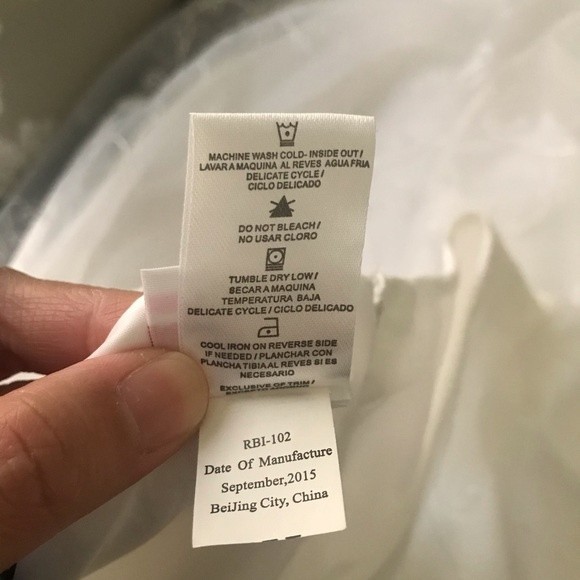 MACHINE WASH COLD- INSIDE OUT /
LAVAR A MAQUINA AL REVES AGUA FRIA
DELICATE CYCLE /
CICLO DELICADO
DO NOT BLEACH /
NO USAR CLORO
TUMBLE DRY LOW /
SECAR A MAQUINA
TEMPERATURA BAJA
DELICATE CYCLE / CICLO DELICADO
COOL IRON ON REVERSE SIDE
IF NEEDED / PLANCHAR CON
PLANCHA TIBIA AL REVES SI ES
NECESARIO
EXCLUSIVE OF TRIM /
RBI-102
Date Of Manufacture
September,2015
BeiJing City, China